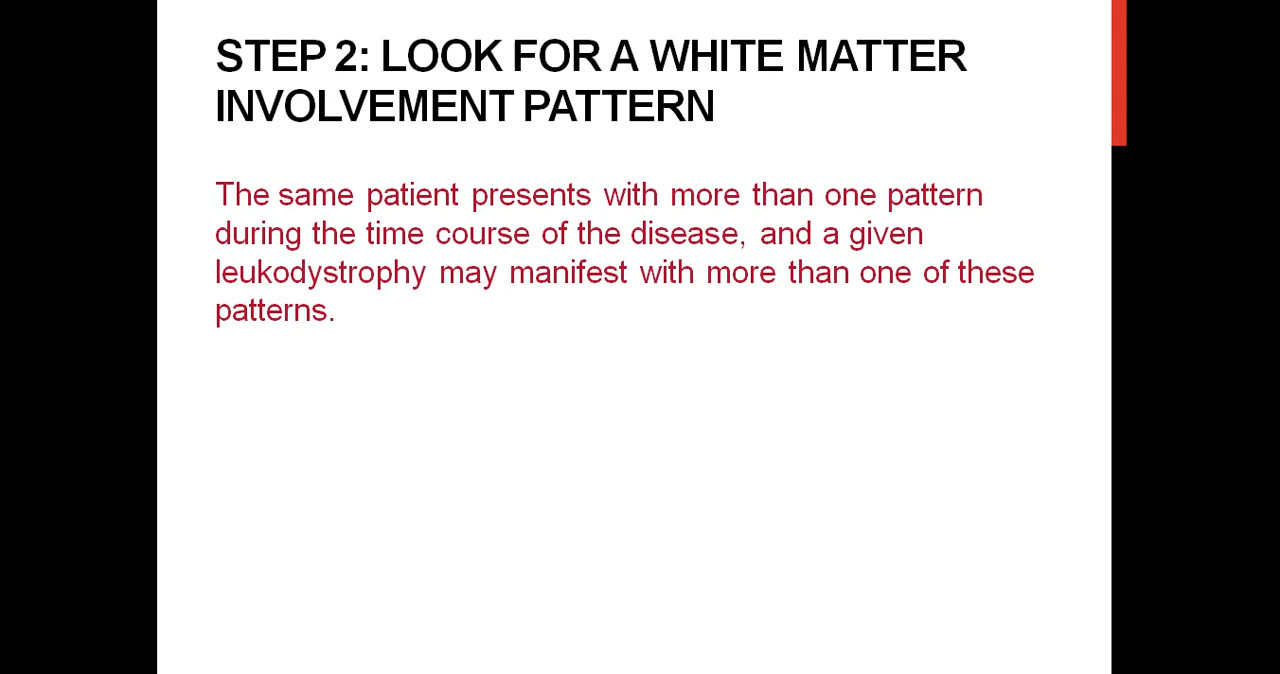 STEP 2: LOOK FOR A WHITE MATTER
INVOLVEMENT PATTERN
The same patient presents with more than one pattern
during the time course of the disease, and a given
leukodystrophy may manifest with more than one of these
patterns.